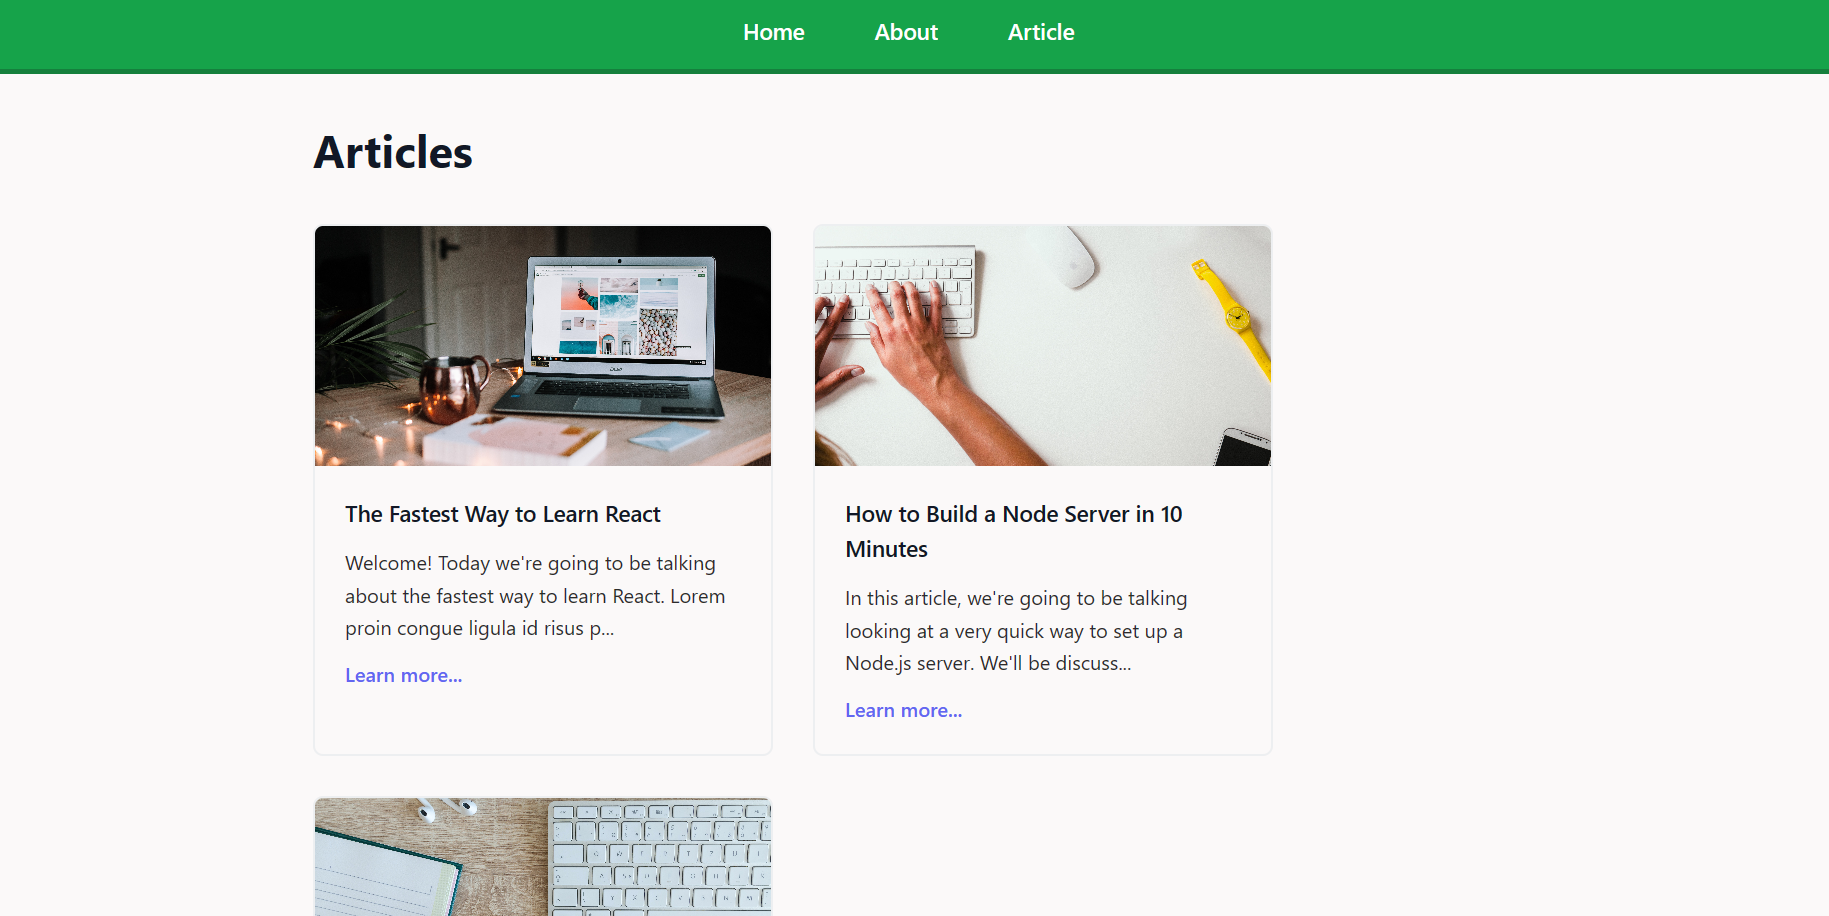 Home About Article
Articles
The Fastest Way to Learn React
Welcome! Today we're going to be talking
about the fastest way to learn React. Lorem
proin congue ligula id risus p...
Learn more...
How to Build a Node Server in 10
Minutes
In this article, we're going to be talking
looking at a very quick way to set up a
Node.js server. We'll be discuss...
Learn more...